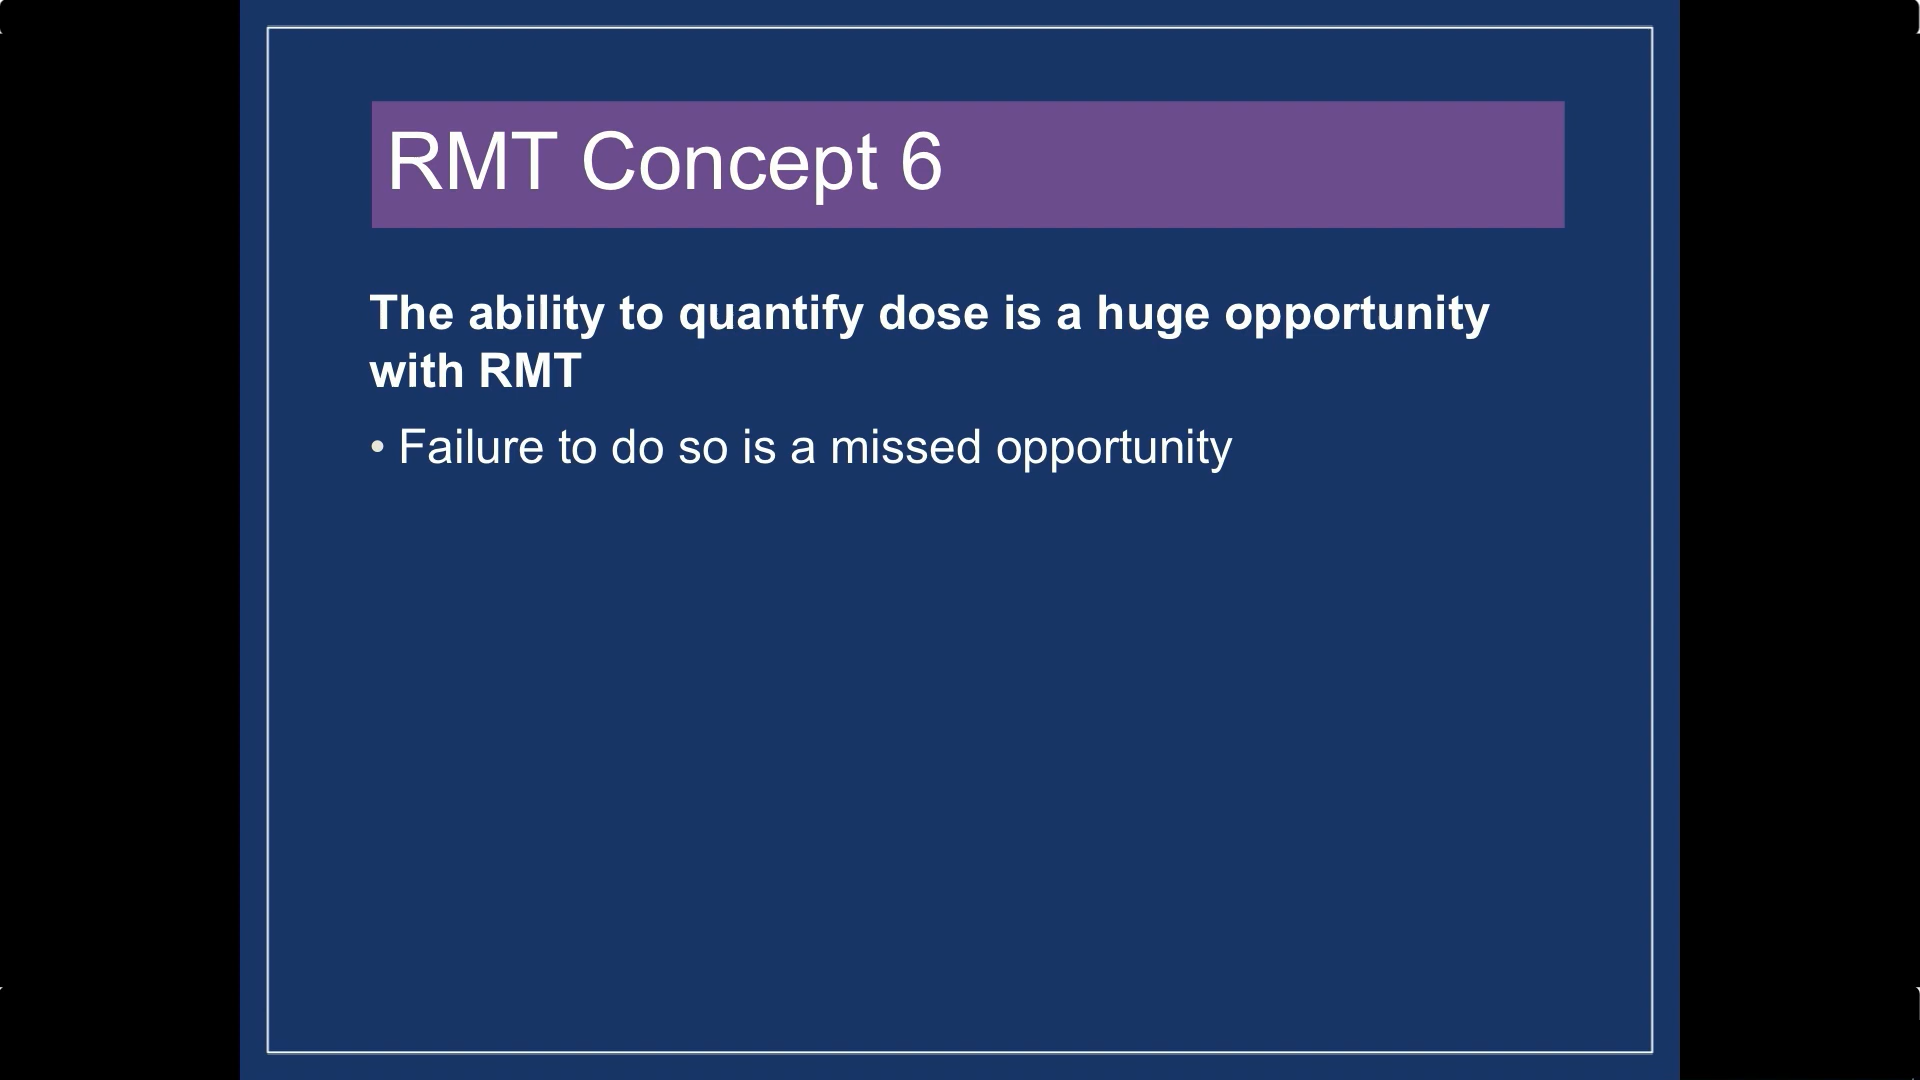 RMT Concept 6
The ability to quantify dose is a huge opportunity
with RMT
• Failure to do so is a missed opportunity